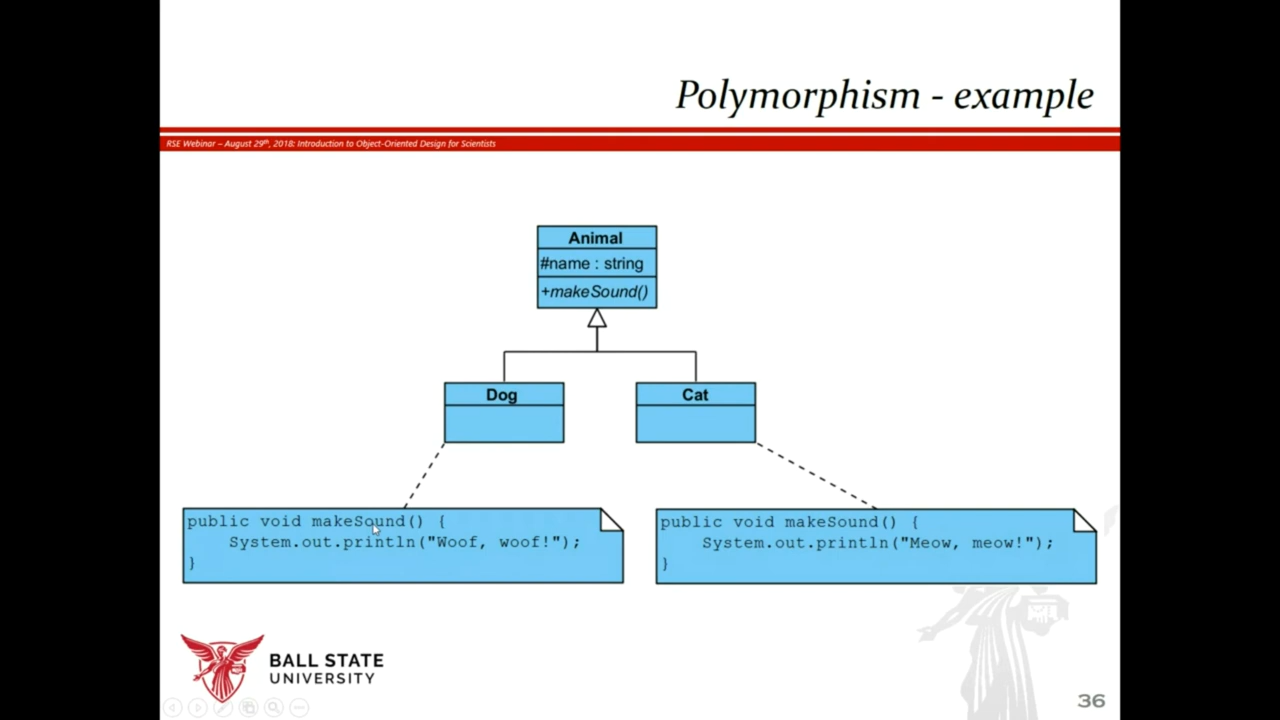 Polymorphism - example
RSE Webinar – August 29th, 2018: Introduction to Object-Oriented Design for Scientists
Animal
#name : string
+makeSound()
Dog
Cat
public void makeSound() {
System.out.println("Woof, woof!");
}
public void makeSound() {
System.out.println("Meow, meow!");
}
BALL STATE
UNIVERSITY
36